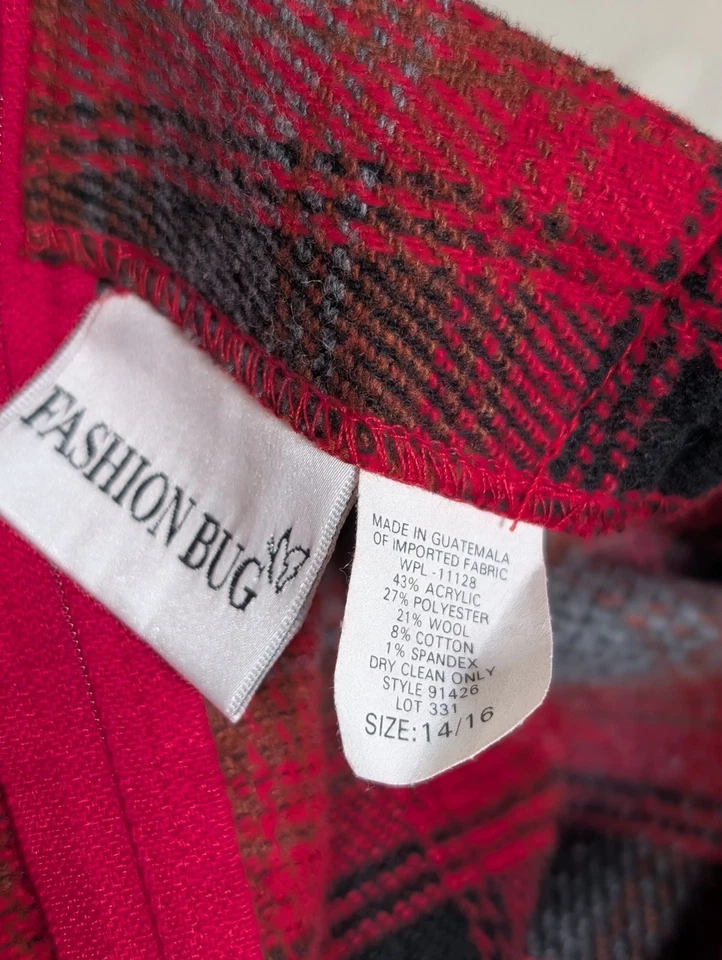 FASHION BUG
MADE IN GUATEMALA
OF IMPORTED FABRIC
WPL -11128
43% ACRYLIC
27% POLYESTER
21% WOOL
8% COTTON
1% SPANDEX
DRY CLEAN ONLY
STYLE 91426
LOT 331
SIZE:14/16